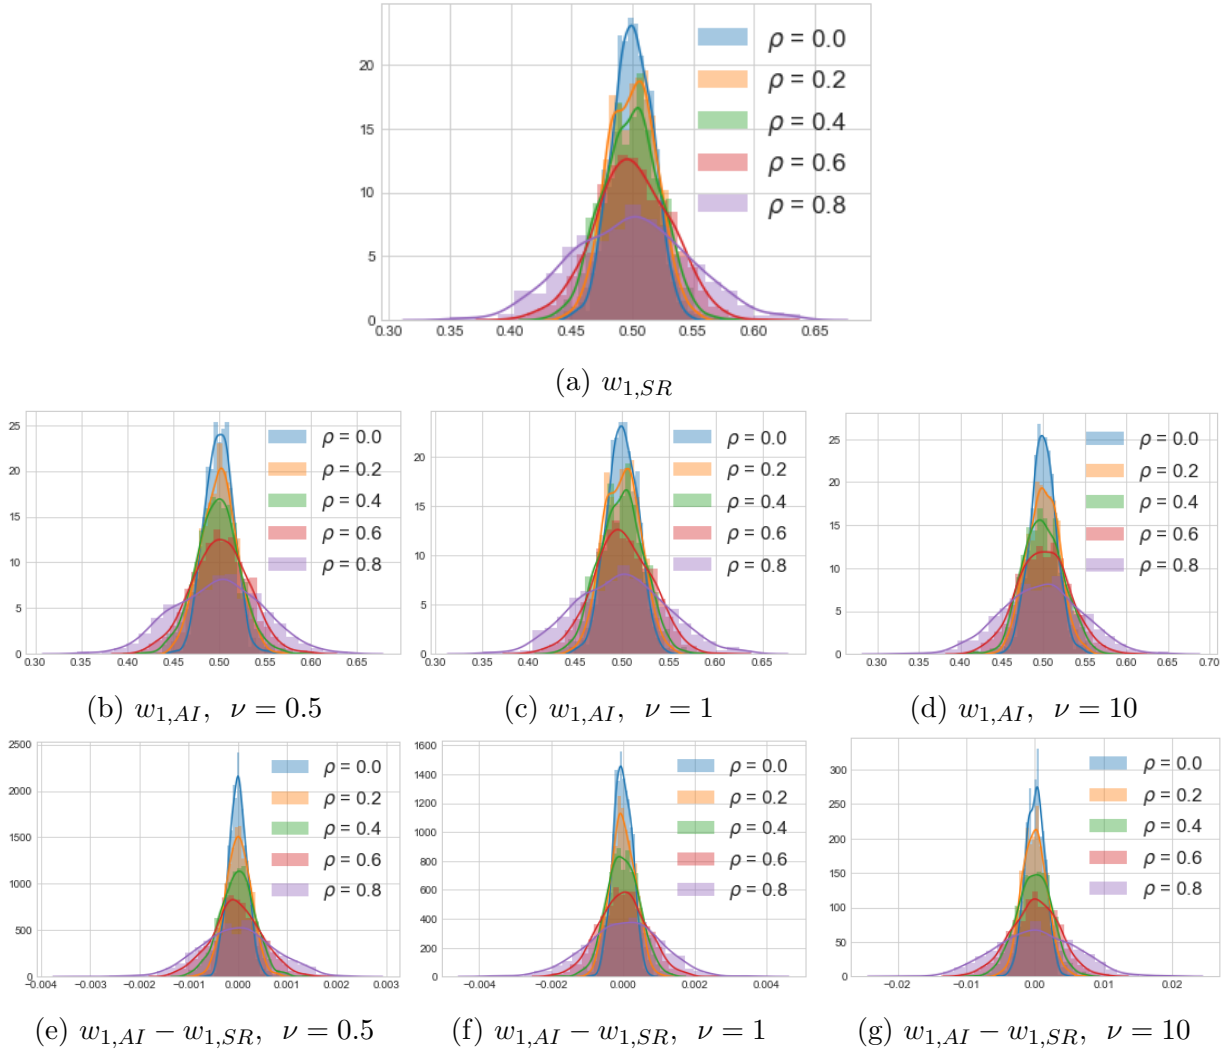 20
15
10
5
0
0.30 0.35 0.40 0.45 0.50 0.55 0.60 0.65
ρ = 0.0
ρ = 0.2
ρ = 0.4
ρ = 0.6
ρ = 0.8
(a) w₁,SR
25
20
15
10
5
0
0.30 0.35 0.40 0.45 0.50 0.55 0.60 0.65
ρ = 0.0
ρ = 0.2
ρ = 0.4
ρ = 0.6
ρ = 0.8
20
15
10
5
0
0.30 0.35 0.40 0.45 0.50 0.55 0.60 0.65
ρ = 0.0
ρ = 0.2
ρ = 0.4
ρ = 0.6
ρ = 0.8
25
20
15
10
5
0
0.30 0.35 0.40 0.45 0.50 0.55 0.60 0.65 0.70
ρ = 0.0
ρ = 0.2
ρ = 0.4
ρ = 0.6
ρ = 0.8
(b) w₁,AI, ν = 0.5
(c) w₁,AI, ν = 1
(d) w₁,AI, ν = 10
2500
2000
1500
1000
500
0
−0.004 −0.003 −0.002 −0.001 0.000 0.001 0.002 0.003
ρ = 0.0
ρ = 0.2
ρ = 0.4
ρ = 0.6
ρ = 0.8
1600
1400
1200
1000
800
600
400
200
0
−0.004 −0.002 0.000 0.002 0.004
ρ = 0.0
ρ = 0.2
ρ = 0.4
ρ = 0.6
ρ = 0.8
300
250
200
150
100
50
0
−0.02 −0.01 0.00 0.01 0.02
ρ = 0.0
ρ = 0.2
ρ = 0.4
ρ = 0.6
ρ = 0.8
(e) w₁,AI − w₁,SR, ν = 0.5
(f) w₁,AI − w₁,SR, ν = 1
(g) w₁,AI − w₁,SR, ν = 10